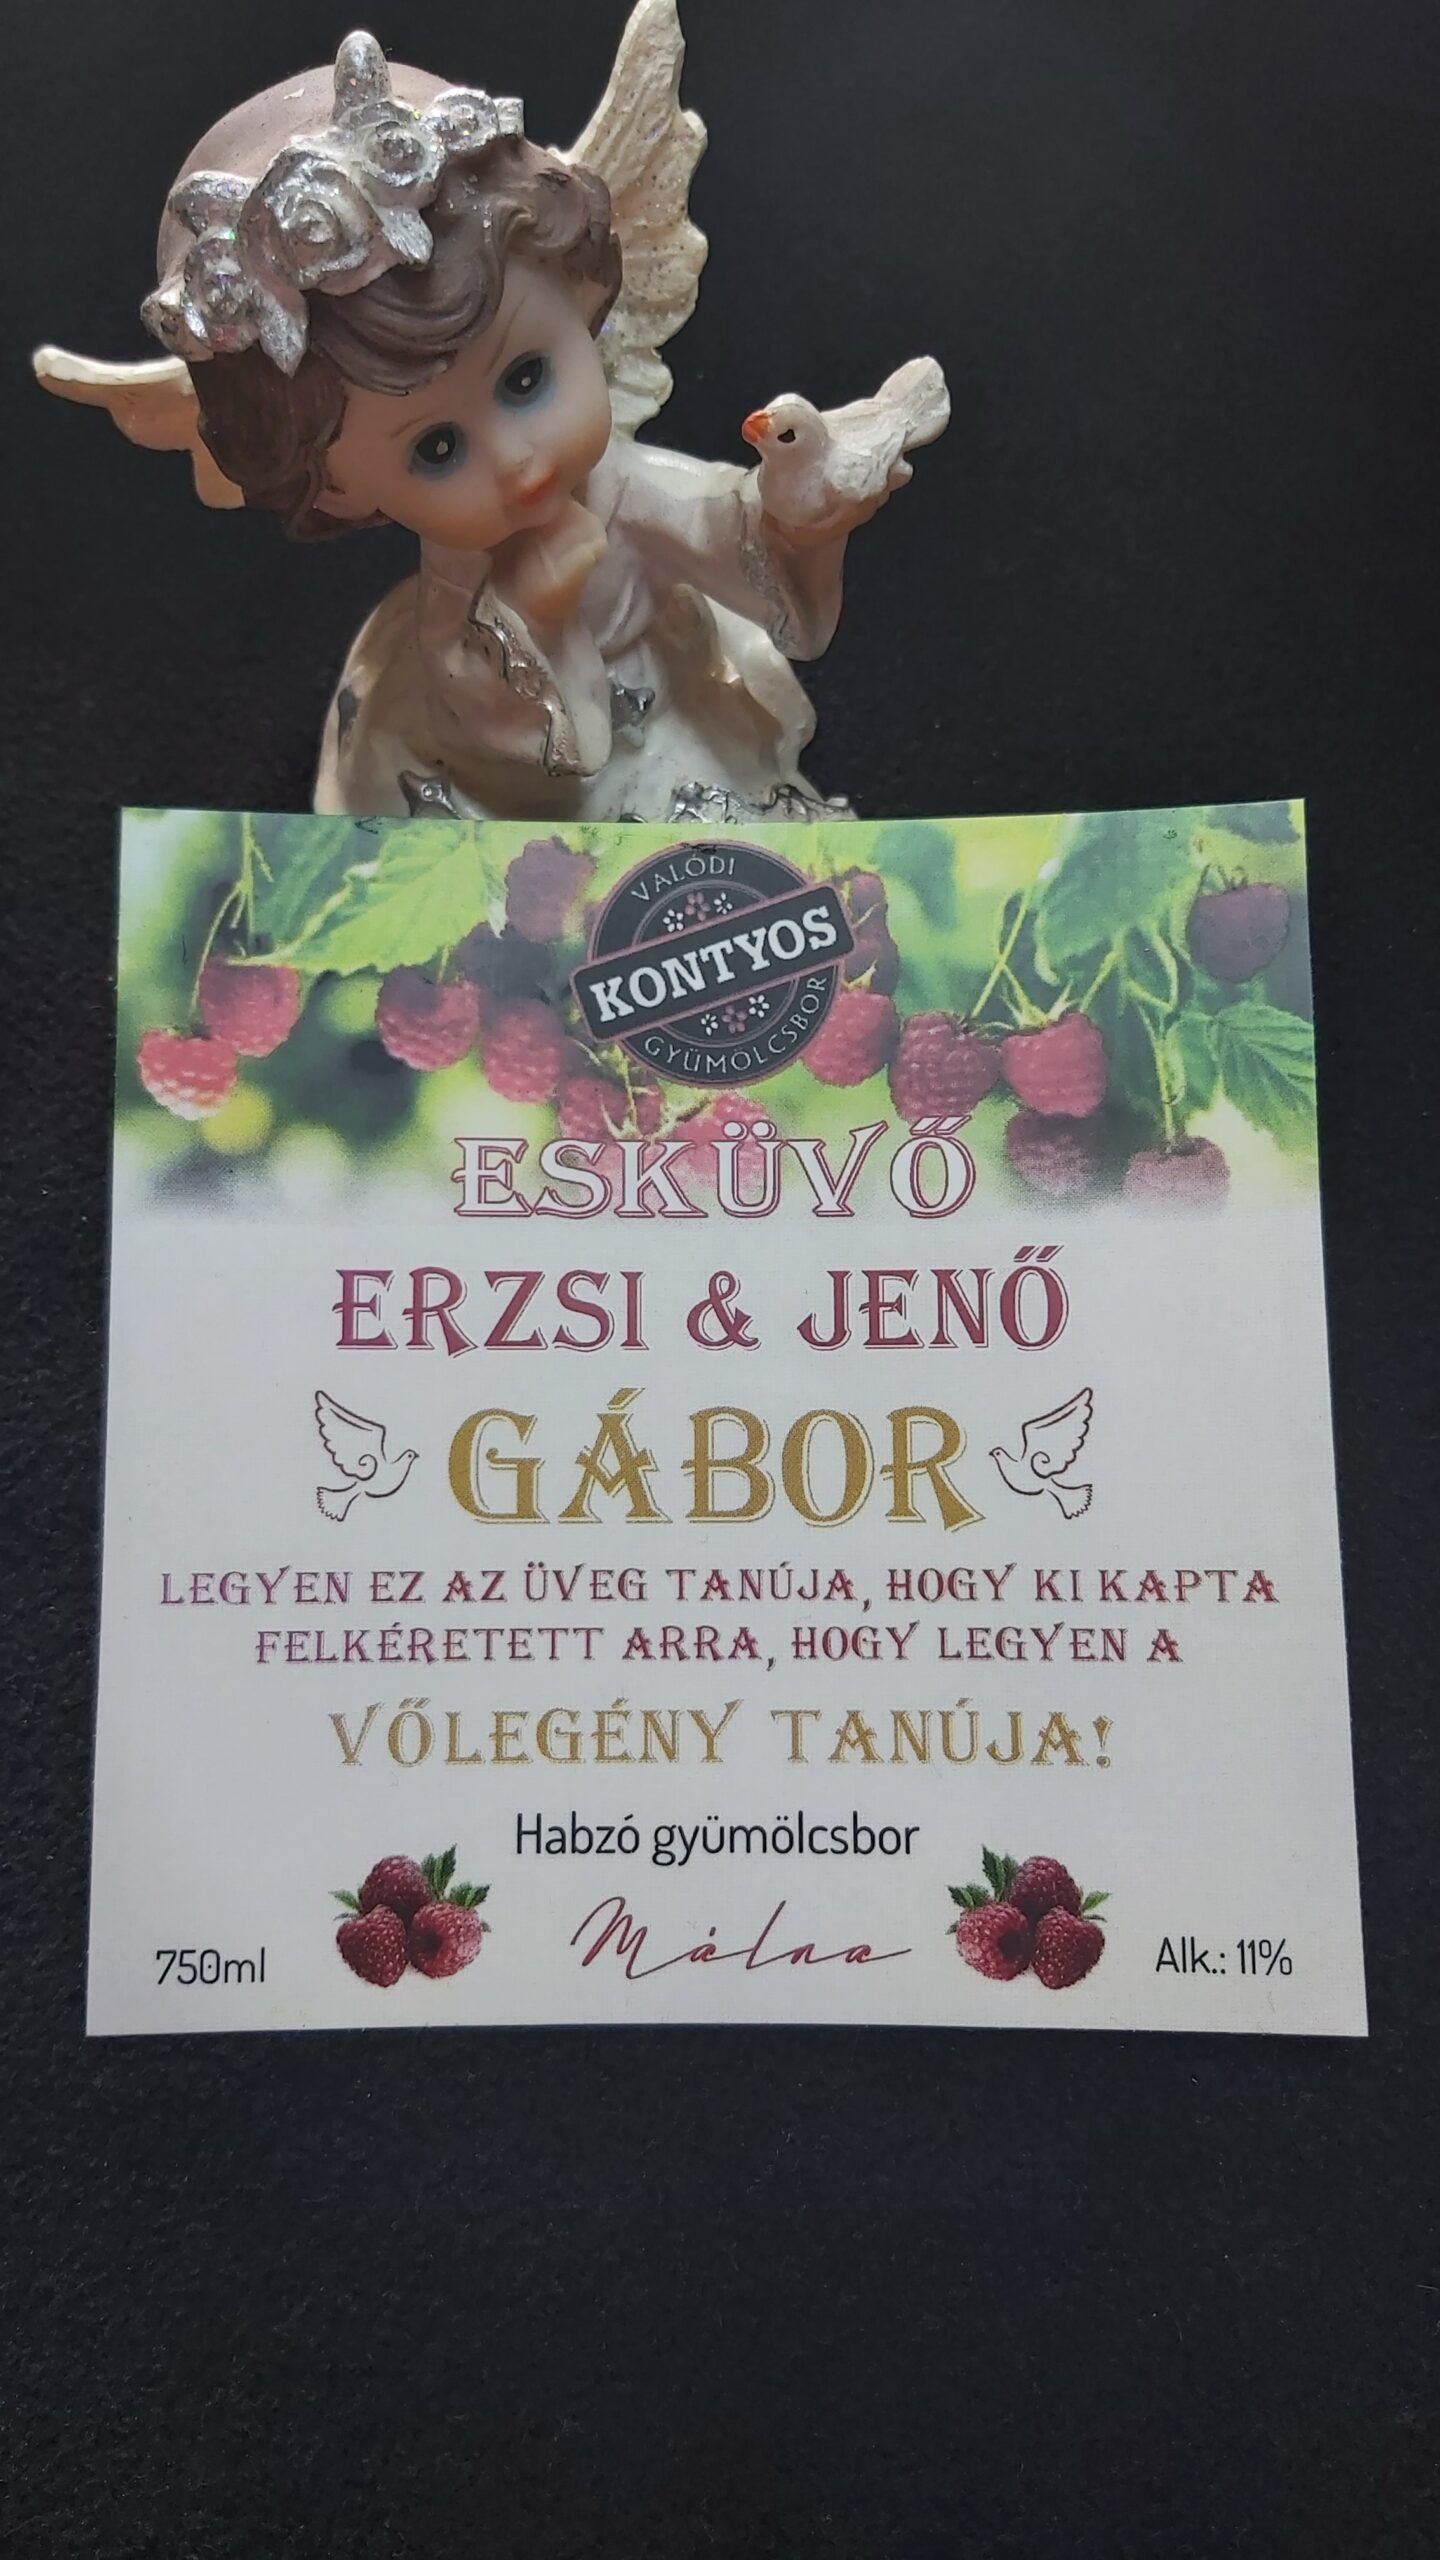 VALÓDI
KONTYOS
GYÜMÖLCSBOR
ESKÜVŐ
ERZSI & JENŐ
GÁBOR
LEGYEN EZ AZ ÜVEG TANÚJA, HOGY KI KAPTA
FELKÉRETETT ARRA, HOGY LEGYEN A
VŐLEGÉNY TANÚJA!
Habzó gyümölcsbor
Málna
750ml
Alk.: 11%